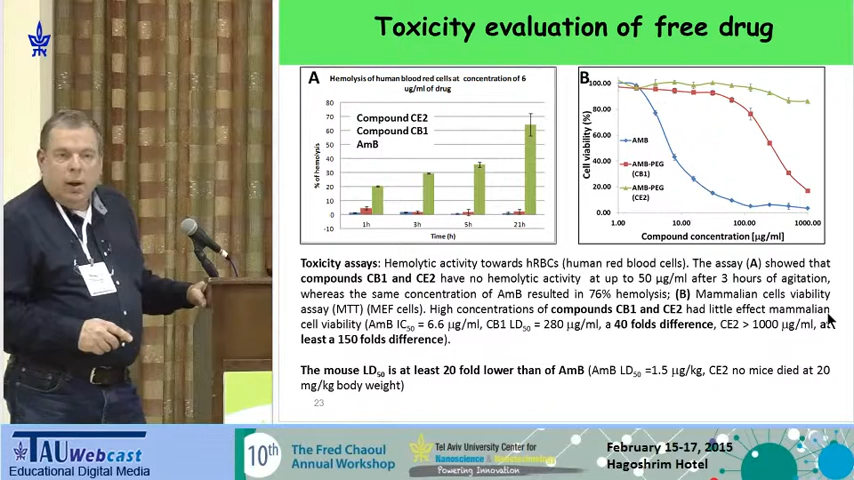 Toxicity evaluation of free drug
A
Hemolysis of human blood red cells at concentration of 6
ug/ml of drug
% of hemolysis
80
70
60
50
40
30
20
10
0
-10
Compound CE2
Compound CB1
AmB
1h
3h
5h
21h
Time (h)
B
Cell viability (%)
100.00
80.00
60.00
40.00
20.00
0.00
AMB
AMB-PEG
(CB1)
AMB-PEG
(CE2)
1.00
10.00
100.00
1000.00
Compound concentration [µg/ml]
Toxicity assays: Hemolytic activity towards hRBCs (human red blood cells). The assay (A) showed that
compounds CB1 and CE2 have no hemolytic activity at up to 50 µg/ml after 3 hours of agitation,
whereas the same concentration of AmB resulted in 76% hemolysis; (B) Mammalian cells viability
assay (MTT) (MEF cells). High concentrations of compounds CB1 and CE2 had little effect mammalian
cell viability (AmB IC50 = 6.6 µg/ml, CB1 LD50 = 280 µg/ml, a 40 folds difference, CE2 > 1000 µg/ml, at
least a 150 folds difference).
The mouse LD50 is at least 20 fold lower than of AmB (AmB LD50 =1.5 µg/kg, CE2 no mice died at 20
mg/kg body weight)
23
TAU Webcast
Educational Digital Media
10th
The Fred Chaoul
Annual Workshop
Tel Aviv University Center for
Nanoscience & Nanotechnology
Powering Innovation
February 15-17, 2015
Hagoshrim Hotel